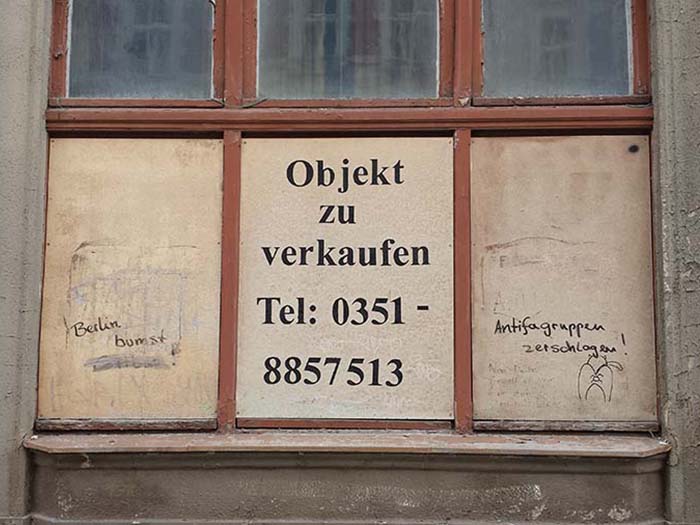 Objekt
zu
verkaufen
Tel: 0351 -
8857513
Berlin
bumst
Antifagruppen
zerschlagen!